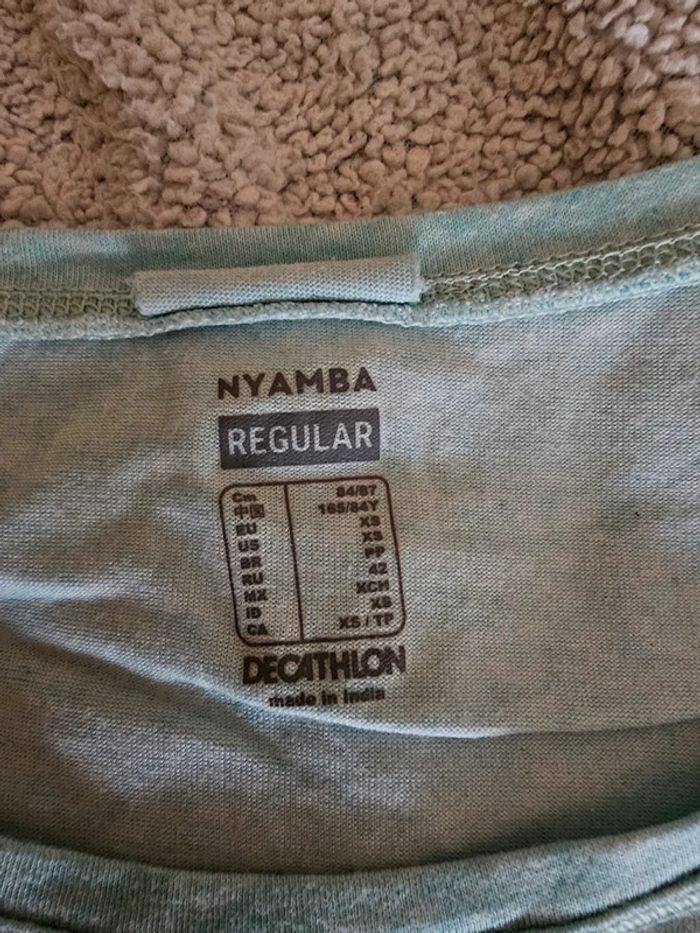 NYAMBA
REGULAR
Cm 84/87
中国 165/84Y
EU XS
US XS
BR PP
RU 42
MX XCH
ID XS
CA XS / TP
DECATHLON
made in India